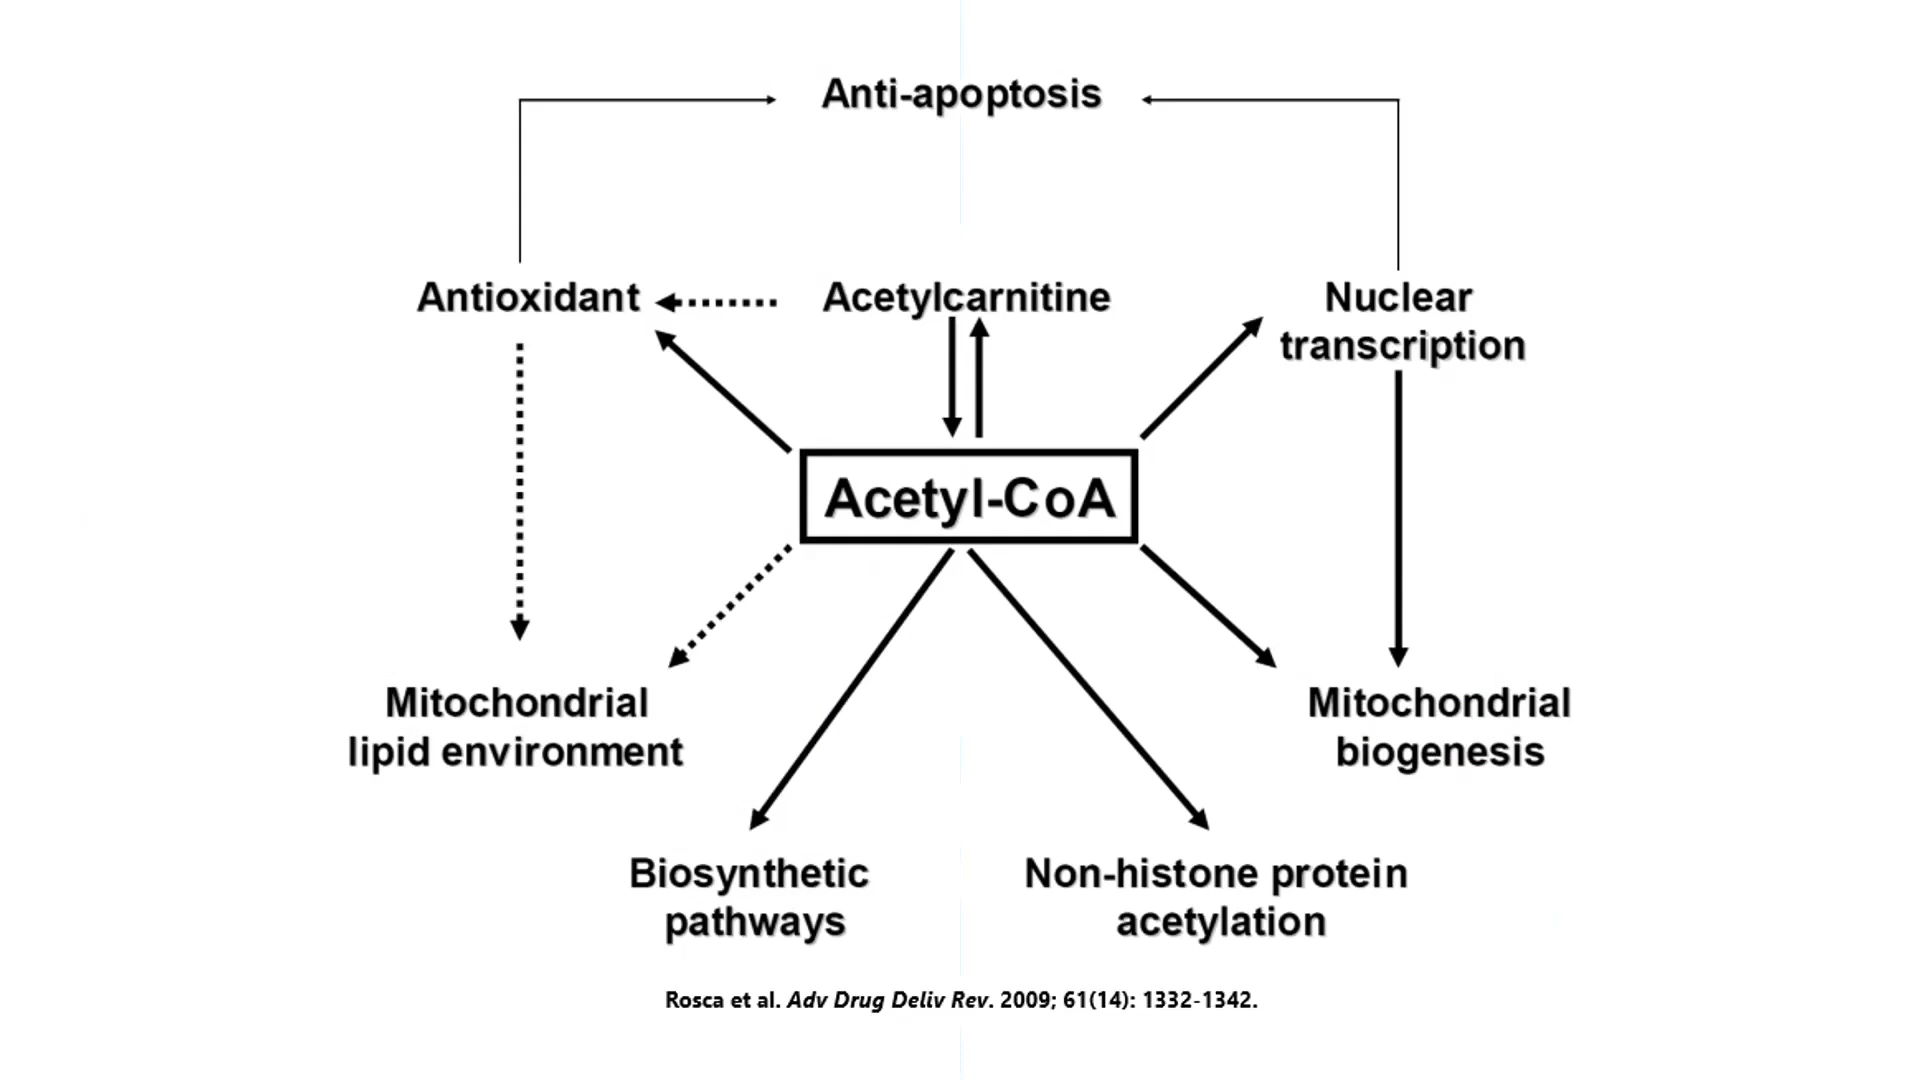 Anti-apoptosis
Antioxidant
Acetylcarnitine
Nuclear
transcription
Acetyl-CoA
Mitochondrial
lipid environment
Mitochondrial
biogenesis
Biosynthetic
pathways
Non-histone protein
acetylation
Rosca et al. Adv Drug Deliv Rev. 2009; 61(14): 1332-1342.